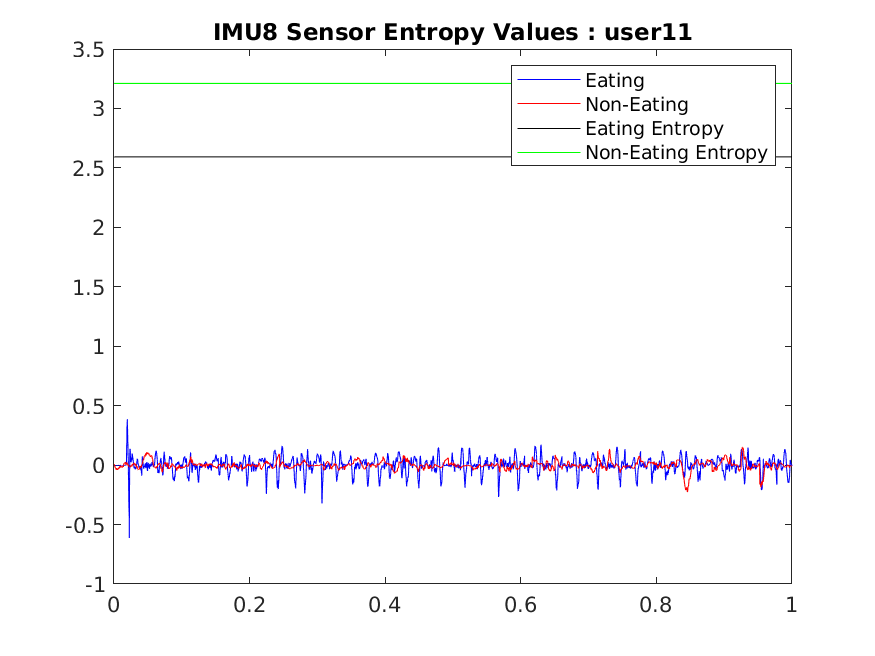 IMU8 Sensor Entropy Values : user11
3.5
3
2.5
2
1.5
1
0.5
0
-0.5
-1
Eating
Non-Eating
Eating Entropy
Non-Eating Entropy
0 0.2 0.4 0.6 0.8 1